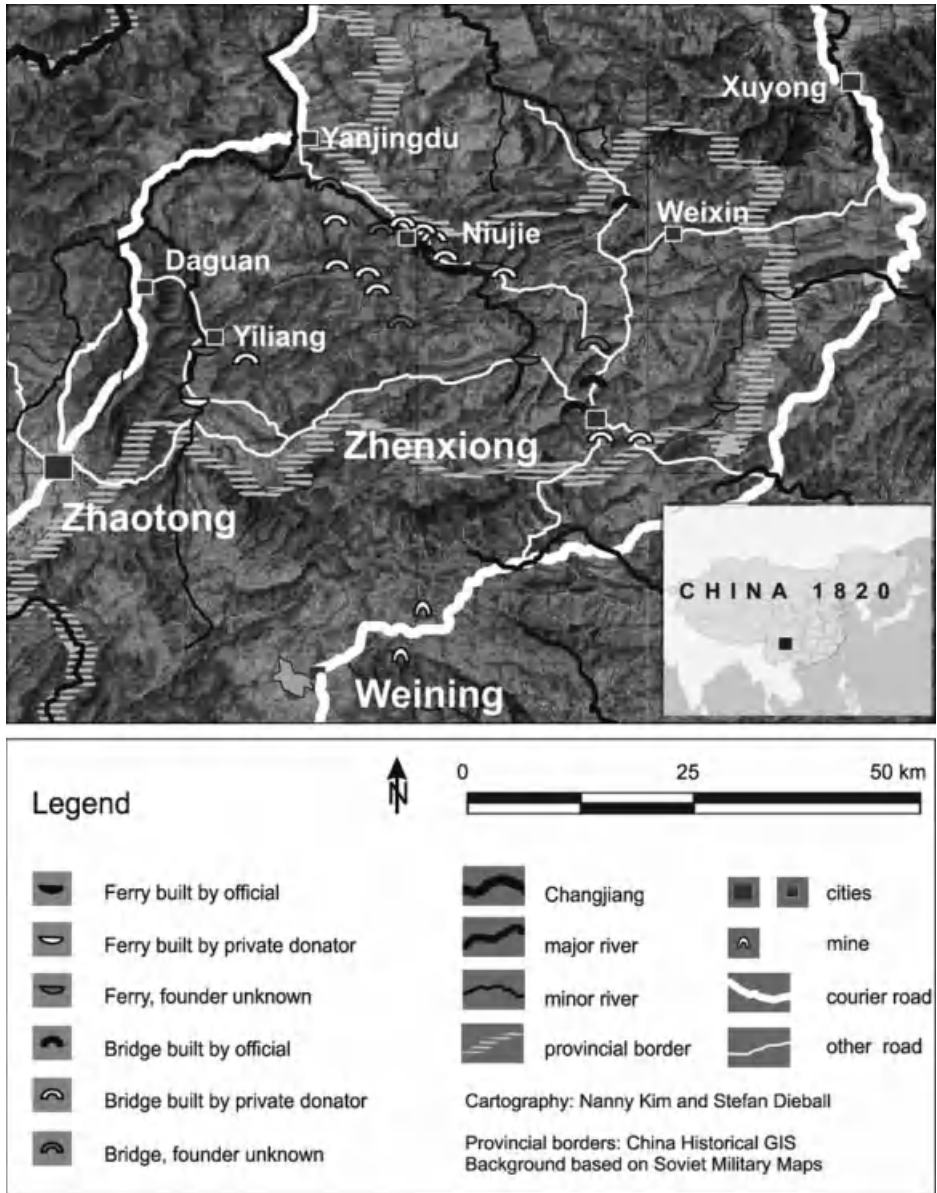 Xuyong
Yanjingdu
Weixin
Niujie
Daguan
Yiliang
Zhenxiong
Zhaotong
CHINA 1820
Weining
Legend
N
0 25 50 km
Ferry built by official
Ferry built by private donator
Ferry, founder unknown
Bridge built by official
Bridge built by private donator
Bridge, founder unknown
Changjiang
major river
minor river
provincial border
cities
mine
courier road
other road
Cartography: Nanny Kim and Stefan Dieball
Provincial borders: China Historical GIS
Background based on Soviet Military Maps